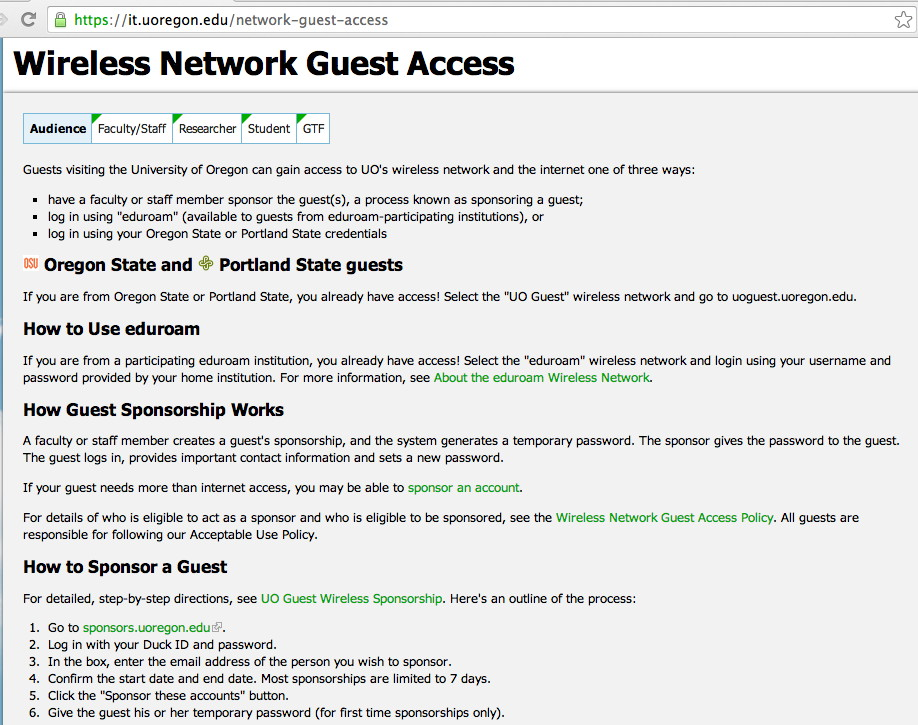 https://it.uoregon.edu/network-guest-access
Wireless Network Guest Access
Audience Faculty/Staff Researcher Student GTF
Guests visiting the University of Oregon can gain access to UO's wireless network and the internet one of three ways:
have a faculty or staff member sponsor the guest(s), a process known as sponsoring a guest;
log in using "eduroam" (available to guests from eduroam-participating institutions), or
log in using your Oregon State or Portland State credentials
OSU Oregon State and Portland State guests
If you are from Oregon State or Portland State, you already have access! Select the "UO Guest" wireless network and go to uoguest.uoregon.edu.
How to Use eduroam
If you are from a participating eduroam institution, you already have access! Select the "eduroam" wireless network and login using your username and
password provided by your home institution. For more information, see About the eduroam Wireless Network.
How Guest Sponsorship Works
A faculty or staff member creates a guest's sponsorship, and the system generates a temporary password. The sponsor gives the password to the guest.
The guest logs in, provides important contact information and sets a new password.
If your guest needs more than internet access, you may be able to sponsor an account.
For details of who is eligible to act as a sponsor and who is eligible to be sponsored, see the Wireless Network Guest Access Policy. All guests are
responsible for following our Acceptable Use Policy.
How to Sponsor a Guest
For detailed, step-by-step directions, see UO Guest Wireless Sponsorship. Here's an outline of the process:
1. Go to sponsors.uoregon.edu.
2. Log in with your Duck ID and password.
3. In the box, enter the email address of the person you wish to sponsor.
4. Confirm the start date and end date. Most sponsorships are limited to 7 days.
5. Click the "Sponsor these accounts" button.
6. Give the guest his or her temporary password (for first time sponsorships only).